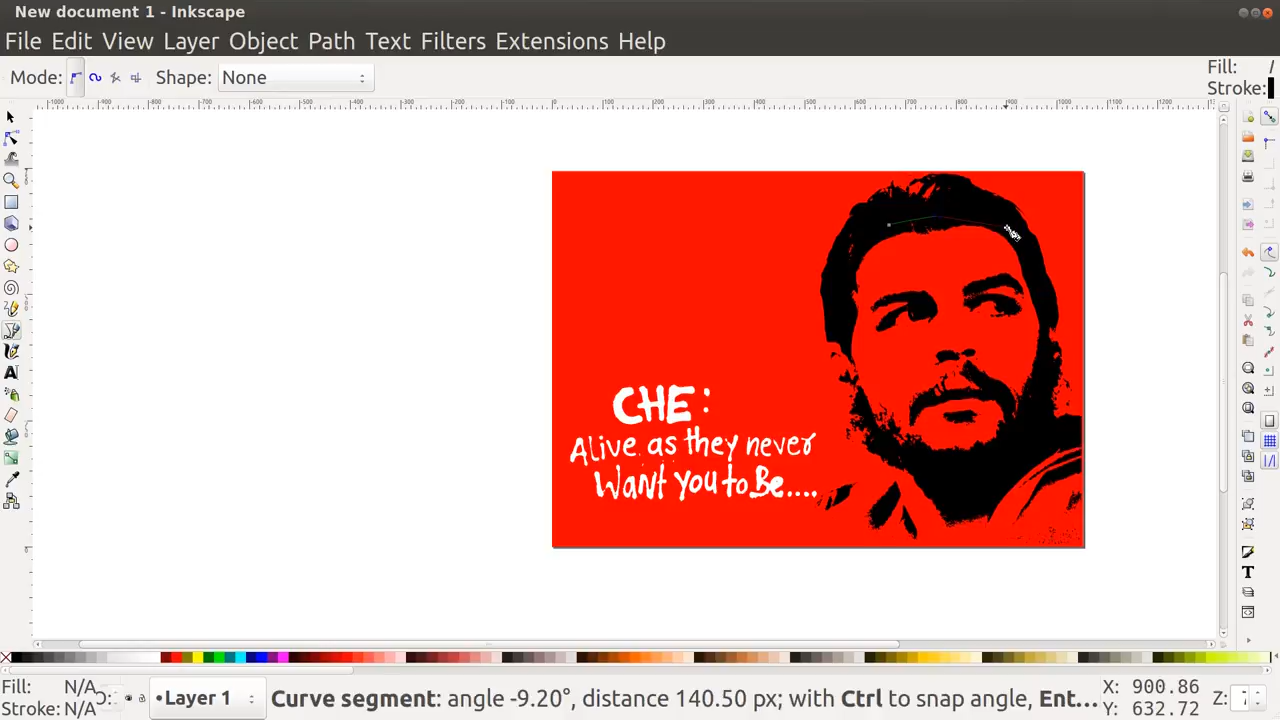 New document 1 - Inkscape
File Edit View Layer Object Path Text Filters Extensions Help
Mode: Shape: None
Fill: /
Stroke:
CHE :
Alive as they never
Want you to Be....
Fill: N/A
Stroke: N/A
O:
•Layer 1
Curve segment: angle -9.20°, distance 140.50 px; with Ctrl to snap angle, Ent...
X: 900.86
Y: 632.72
Z: